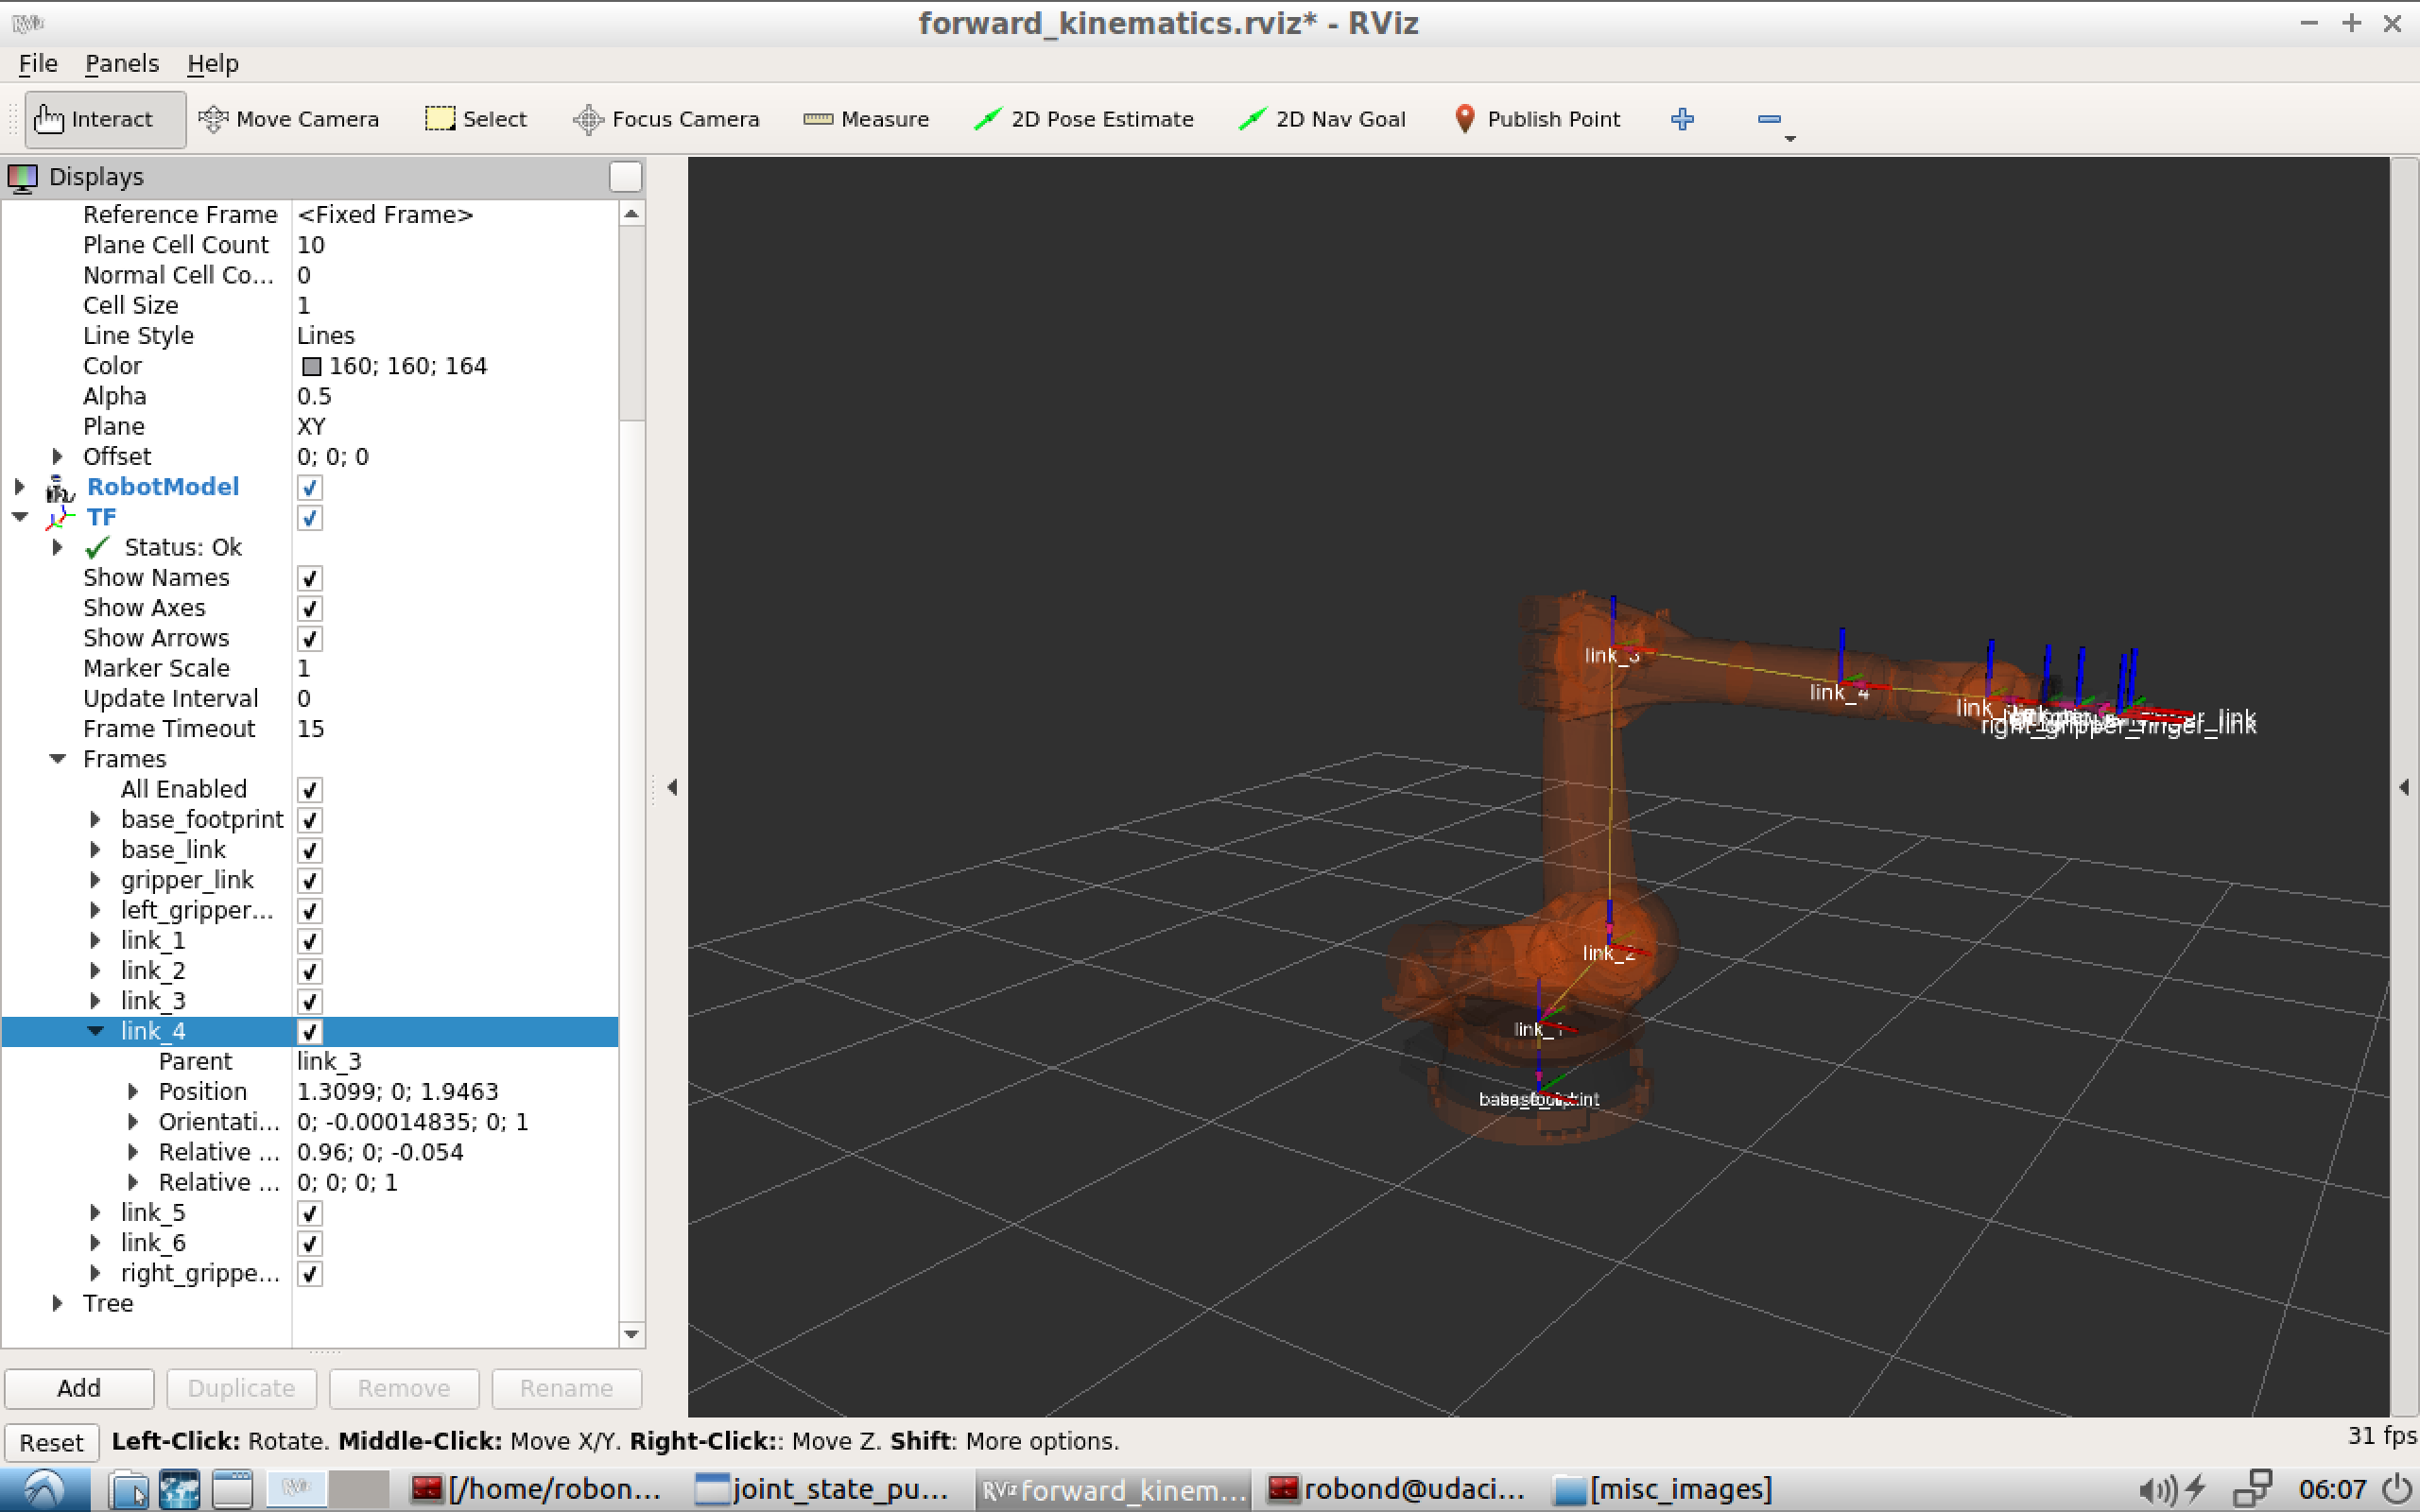 forward_kinematics.rviz* - RViz
File Panels Help
Interact Move Camera Select Focus Camera Measure 2D Pose Estimate 2D Nav Goal Publish Point
Displays
Reference Frame <Fixed Frame>
Plane Cell Count 10
Normal Cell Co... 0
Cell Size 1
Line Style Lines
Color 160; 160; 164
Alpha 0.5
Plane XY
Offset 0; 0; 0
RobotModel
TF
Status: Ok
Show Names
Show Axes
Show Arrows
Marker Scale 1
Update Interval 0
Frame Timeout 15
Frames
All Enabled
base_footprint
base_link
gripper_link
left_gripper...
link_1
link_2
link_3
link_4
Parent link_3
Position 1.3099; 0; 1.9463
Orientati... 0; -0.00014835; 0; 1
Relative ... 0.96; 0; -0.054
Relative ... 0; 0; 0; 1
link_5
link_6
right_grippe...
Tree
Add Duplicate Remove Rename
link_3
link_4
right_gripper_finger_link
link_2
link_1
base_footprint
Reset Left-Click: Rotate. Middle-Click: Move X/Y. Right-Click:: Move Z. Shift: More options. 31 fps
RViz [/home/robon... joint_state_pu... RViz forward_kinem... robond@udaci... [misc_images] 06:07